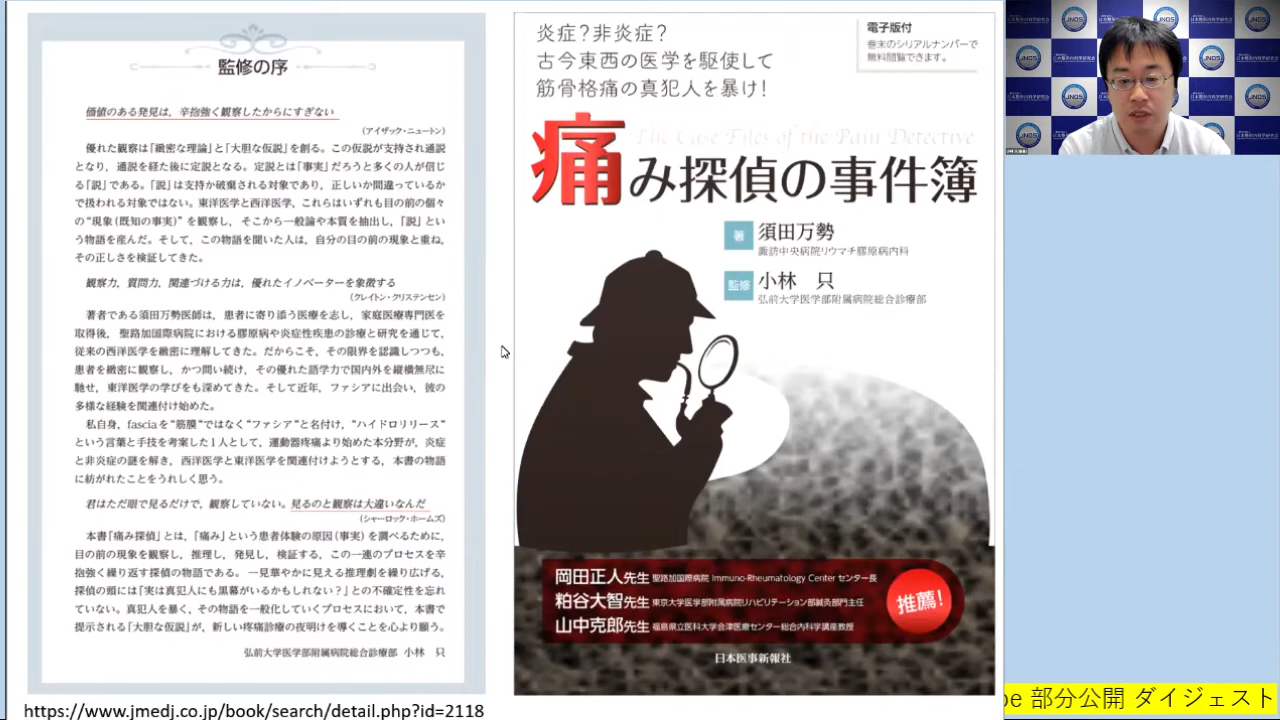 監修の序
価値のある発見は，辛抱強く観察したからにすぎない
（アイザック・ニュートン）
優れた観察は「緻密な理論」と「大胆な仮説」を創る。この仮説が支持され通説
となり，通説を経た後に定説となる。定説とは「事実」だろうと多くの人が信じ
る「説」である。「説」は支持か破棄される対象であり，正しいか間違っているか
で扱われる対象ではない。東洋医学と西洋医学，これらはいずれも目の前の個々
の“現象（既知の事実）”を観察し，そこから一般論や本質を抽出し，「説」とい
う物語を産んだ。そして，この物語を聞いた人は，自分の目の前の現象と重ね，
その正しさを検証してきた。
観察力，質問力，関連づける力は，優れたイノベーターを象徴する
（クレイトン・クリステンセン）
著者である須田万勢医師は，患者に寄り添う医療を志し，家庭医療専門医を
取得後，聖路加国際病院における膠原病や炎症性疾患の診療と研究を通じて，
従来の西洋医学を緻密に理解してきた。だからこそ，その限界を認識しつつも，
患者を緻密に観察し，かつ問い続け，その優れた語学力で国内外を縦横無尽に
馳せ，東洋医学の学びをも深めてきた。そして近年，ファシアに出会い，彼の
多様な経験を関連付け始めた。
私自身，fasciaを“筋膜”ではなく“ファシア”と名付け，“ハイドロリリース”
という言葉と手技を考案した1人として，運動器疼痛より始めた本分野が，炎症
と非炎症の謎を解き，西洋医学と東洋医学を関連付けようとする，本書の物語
に紡がれたことをうれしく思う。
君はただ眼で見るだけで，観察していない。見るのと観察は大違いなんだ
（シャーロック・ホームズ）
本書「痛み探偵」とは，「痛み」という患者体験の原因（事実）を調べるために，
目の前の現象を観察し，推理し，発見し，検証する，この一連のプロセスを辛
抱強く繰り返す探偵の物語である。一見華やかに見える推理劇を繰り広げる，
探偵の頭には「実は真犯人にも黒幕がいるかもしれない？」との不確定性を忘れ
ていない。真犯人を暴く，その物語を一般化していくプロセスにおいて，本書で
提示される「大胆な仮説」が，新しい疼痛診療の夜明けを導くことを心より願う。
弘前大学医学部附属病院総合診療部 小林 只
https://www.jmedj.co.jp/book/search/detail.php?id=2118
炎症？非炎症？
古今東西の医学を駆使して
筋骨格痛の真犯人を暴け！
電子版付
巻末のシリアルナンバーで
無料閲覧できます。
The Case Files of the Pain Detective
痛み探偵の事件簿
著 須田万勢
諏訪中央病院リウマチ膠原病内科
監修 小林 只
弘前大学医学部附属病院総合診療部
岡田正人先生 聖路加国際病院 Immuno-Rheumatology Center センター長
粕谷大智先生 東京大学医学部附属病院リハビリテーション部鍼灸部門主任
山中克郎先生 福島県立医科大学会津医療センター総合内科学講座教授
推薦！
日本医事新報社
JNOS
部分公開 ダイジェスト